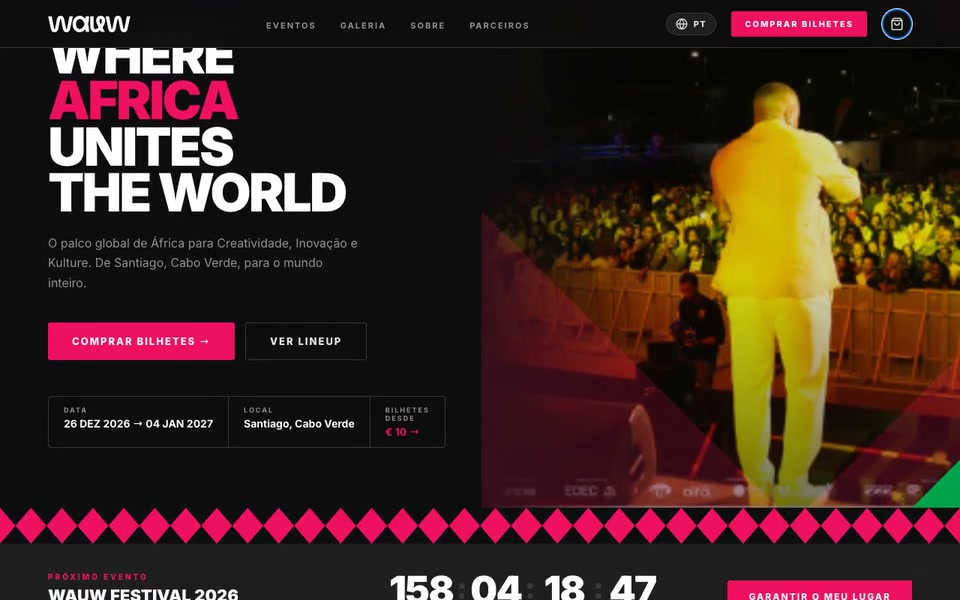 wauw
EVENTOS GALERIA SOBRE PARCEIROS
PT
COMPRAR BILHETES
WHERE
AFRICA
UNITES
THE WORLD
O palco global de África para Creatividade, Inovação e
Kulture. De Santiago, Cabo Verde, para o mundo
inteiro.
COMPRAR BILHETES →
VER LINEUP
DATA
26 DEZ 2026 → 04 JAN 2027
LOCAL
Santiago, Cabo Verde
BILHETES
DESDE
€ 10 →
EDEC
PRÓXIMO EVENTO
WAUW FESTIVAL 2026
158 : 04 : 18 : 47
GARANTIR O MEU LUGAR